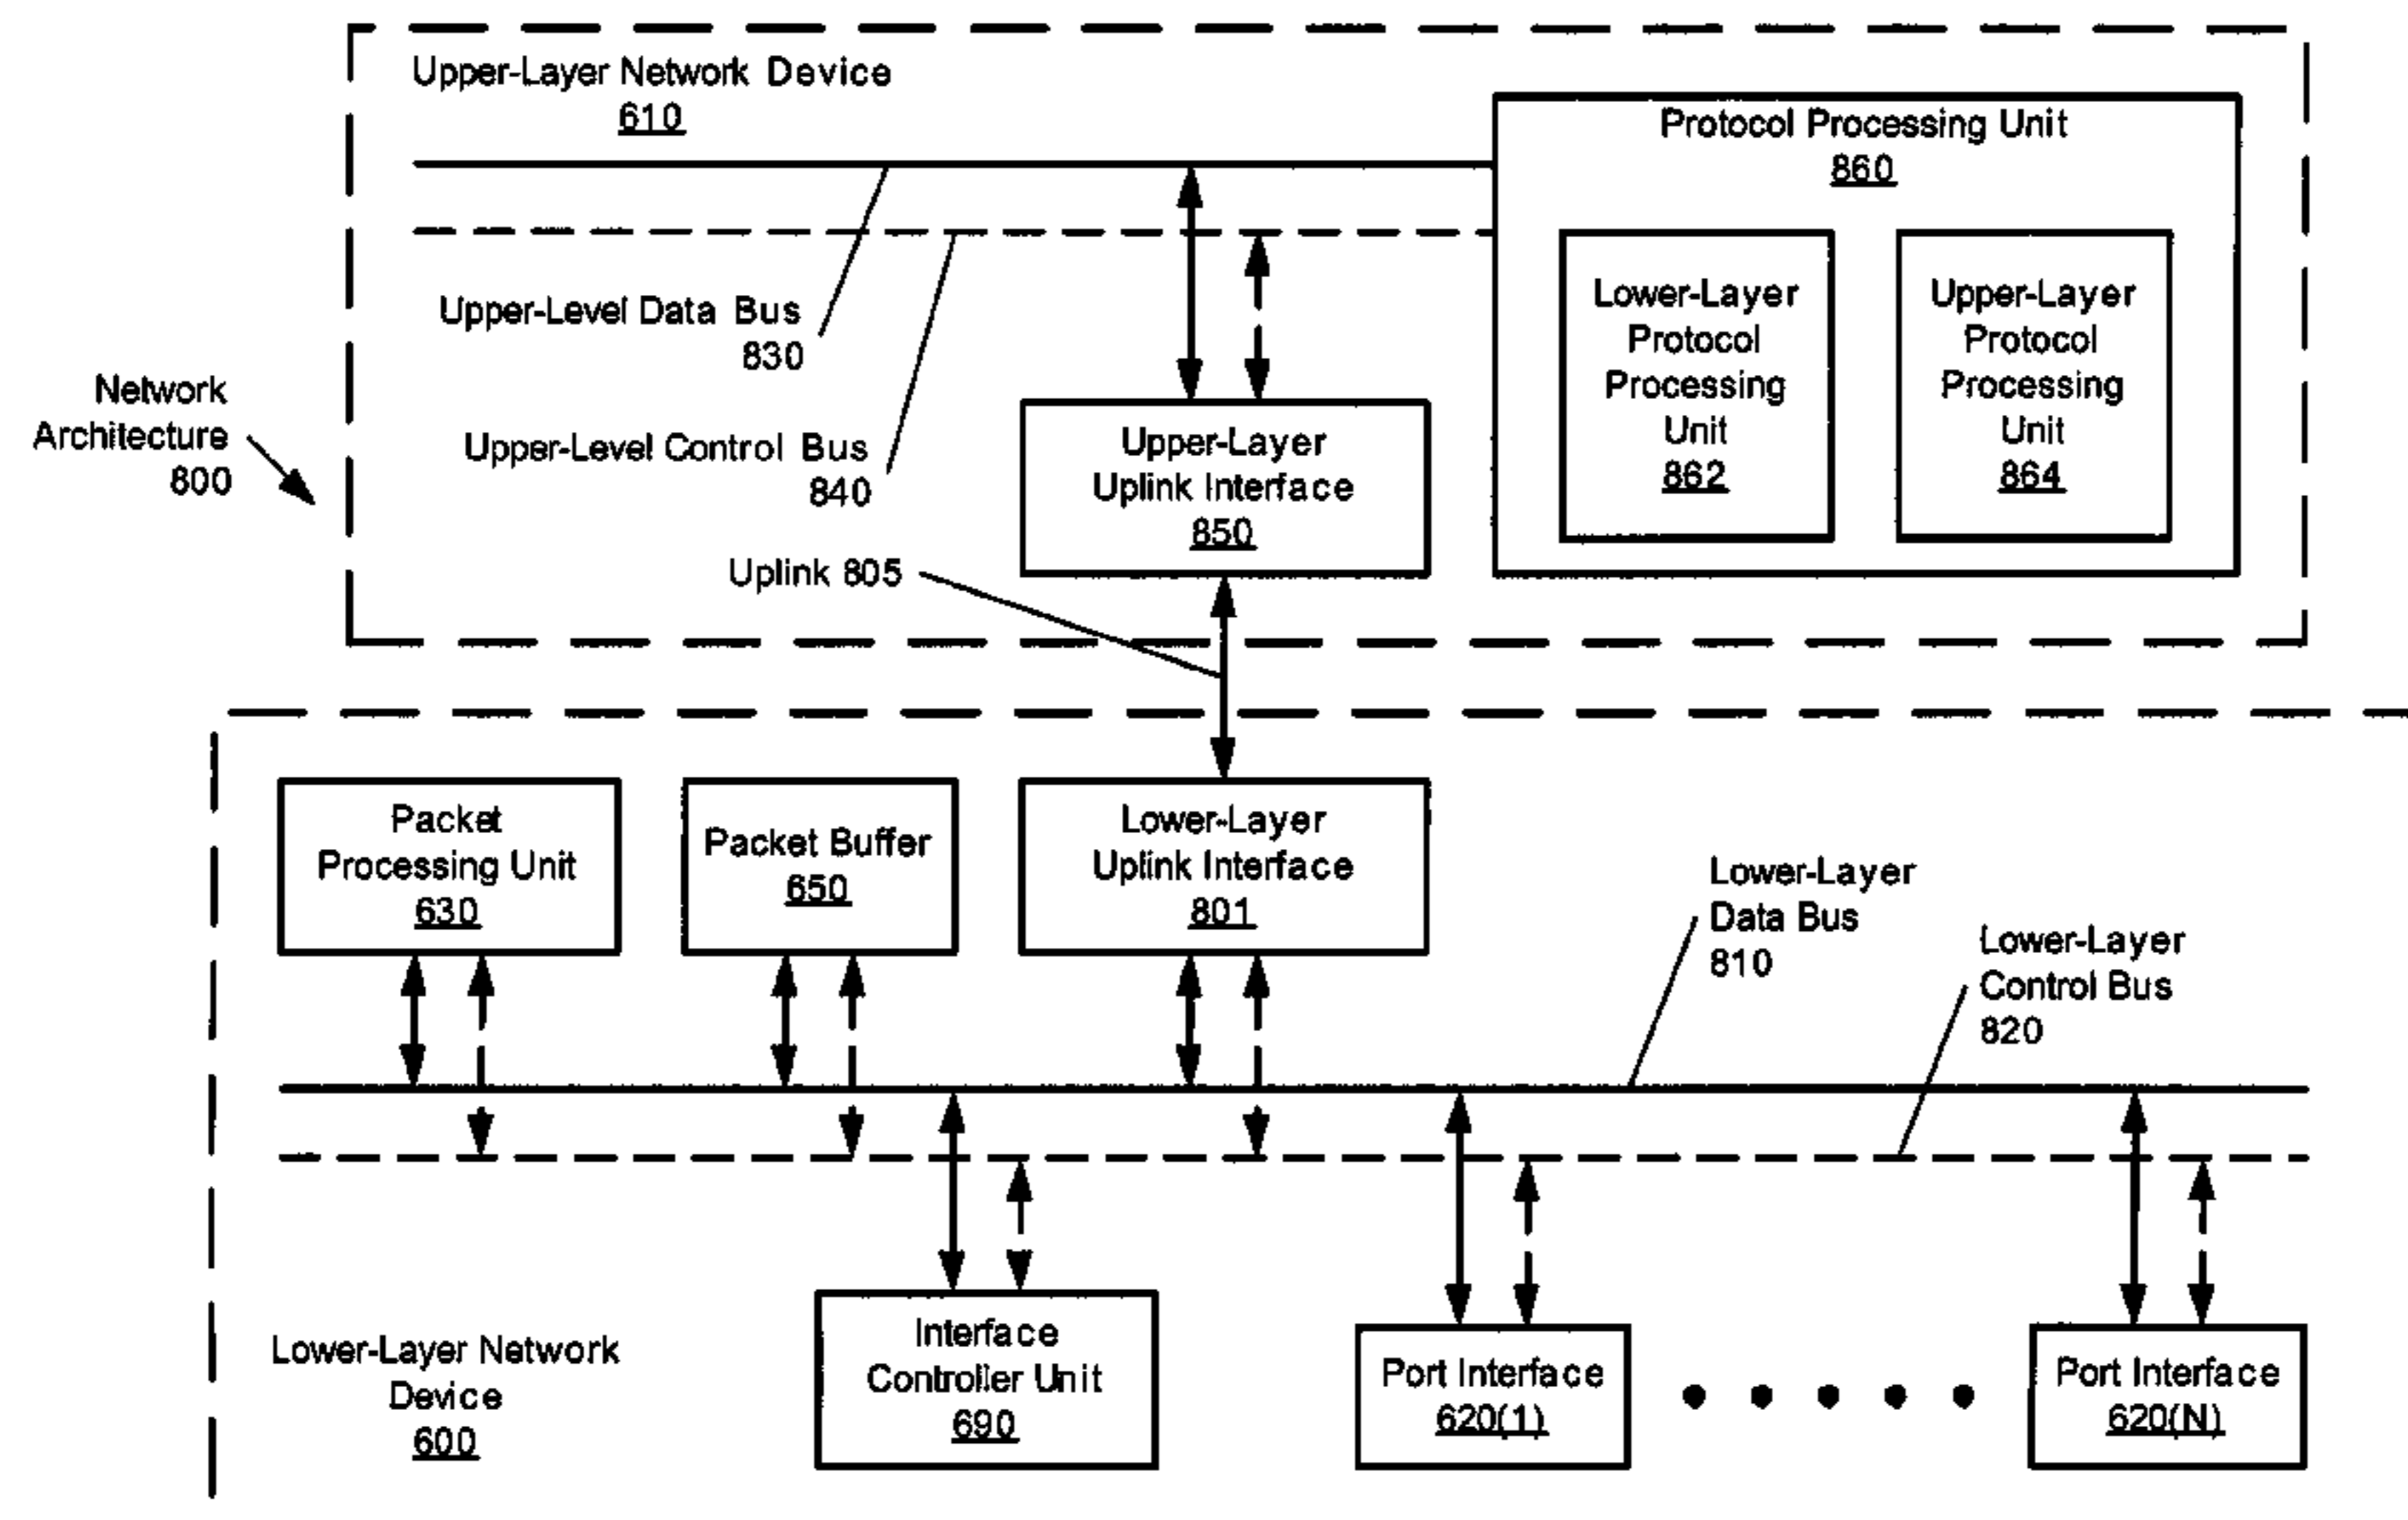 Upper-Layer Network Device
610
Protocol Processing Unit
860
Lower-Layer
Protocol
Processing
Unit
862
Upper-Layer
Protocol
Processing
Unit
864
Upper-Level Data Bus
830
Network
Architecture
800
Upper-Level Control Bus
840
Upper-Layer
Uplink Interface
850
Uplink 805
Packet
Processing Unit
630
Packet Buffer
650
Lower-Layer
Uplink Interface
801
Lower-Layer
Data Bus
810
Lower-Layer
Control Bus
820
Lower-Layer Network
Device
600
Interface
Controller Unit
690
Port Interface
620(1)
Port Interface
620(N)